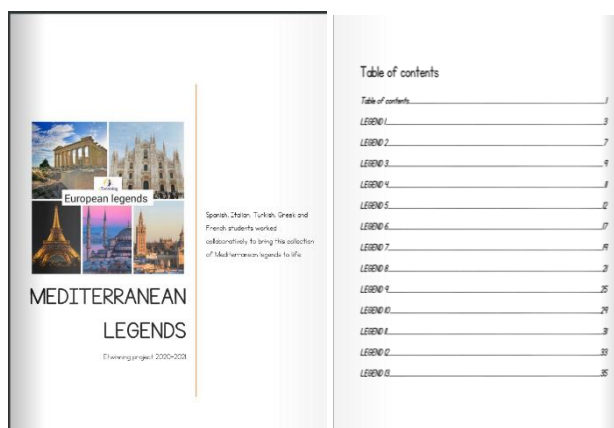 eTwinning
European legends
MEDITERRANEAN
LEGENDS
Etwinning project 2020-2021
Spanish, Italian, Turkish, Greek and
French students worked
collaboratively to bring this collection
of Mediterranean legends to life
Table of contents
Table of contents 1
LEGEND 1 3
LEGEND 2 7
LEGEND 3 9
LEGEND 4 11
LEGEND 5 12
LEGEND 6 17
LEGEND 7 19
LEGEND 8 21
LEGEND 9 25
LEGEND 10 29
LEGEND 11 31
LEGEND 12 33
LEGEND 13 35